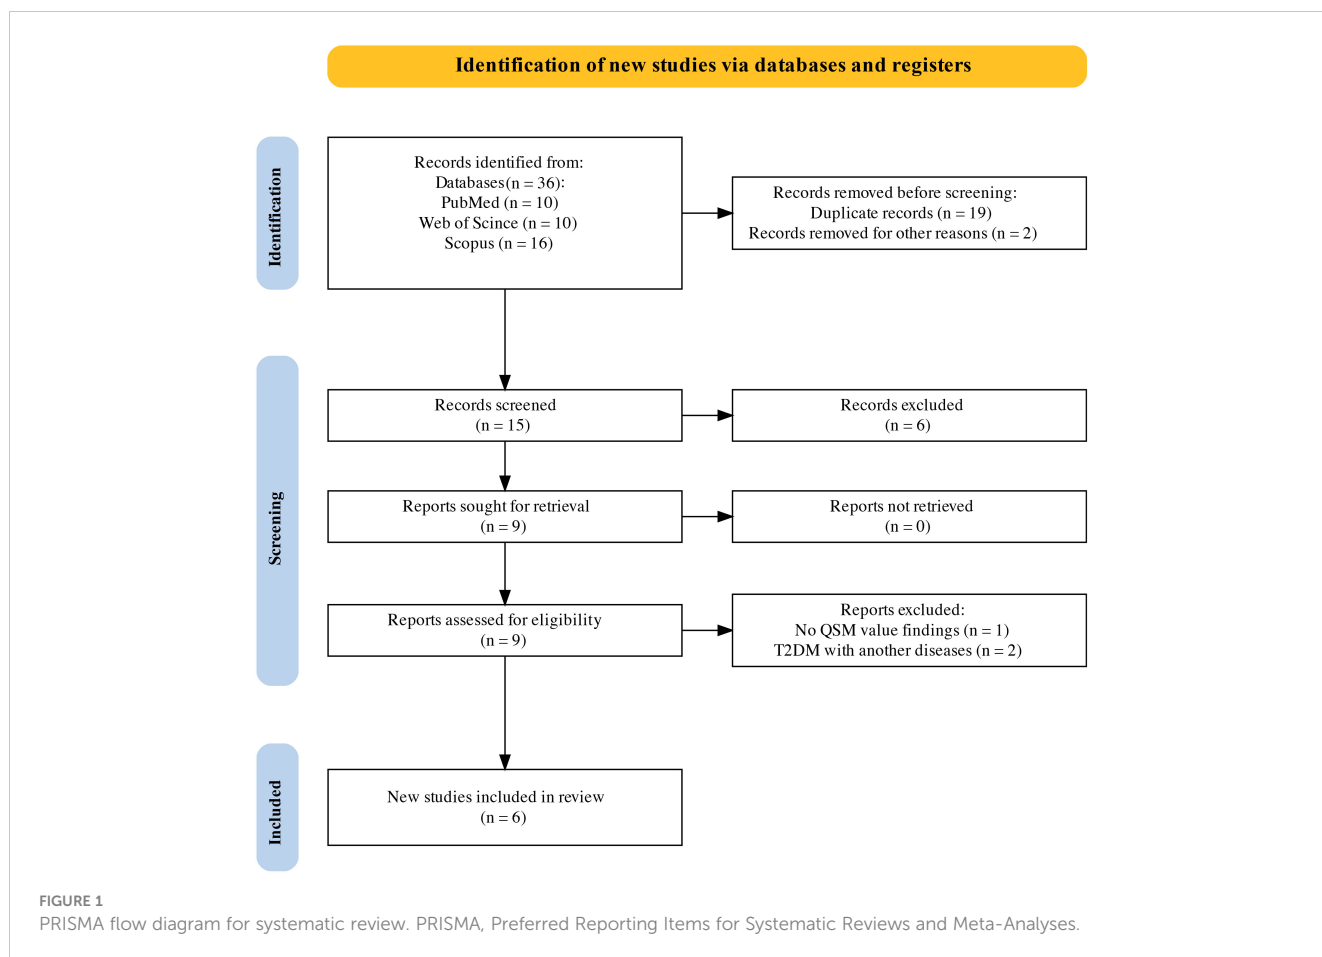 Identification of new studies via databases and registers
Identification
Records identified from:
Databases(n = 36):
PubMed (n = 10)
Web of Scince (n = 10)
Scopus (n = 16)
Records removed before screening:
Duplicate records (n = 19)
Records removed for other reasons (n = 2)
Screening
Records screened
(n = 15)
Records excluded
(n = 6)
Reports sought for retrieval
(n = 9)
Reports not retrieved
(n = 0)
Reports assessed for eligibility
(n = 9)
Reports excluded:
No QSM value findings (n = 1)
T2DM with another diseases (n = 2)
Included
New studies included in review
(n = 6)
FIGURE 1
PRISMA flow diagram for systematic review. PRISMA, Preferred Reporting Items for Systematic Reviews and Meta-Analyses.